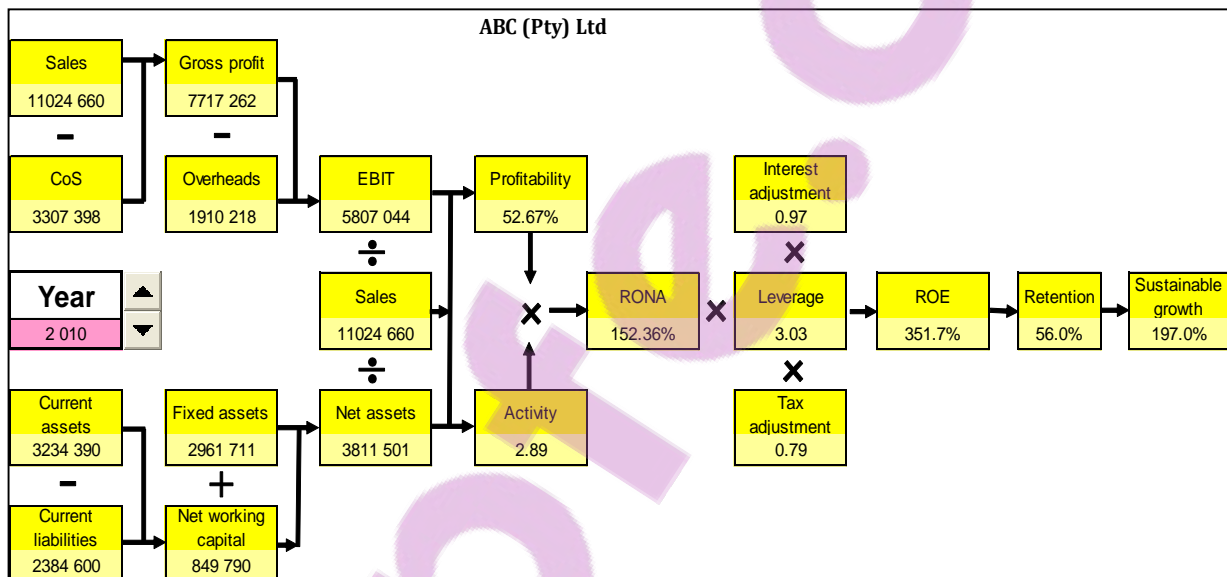 ABC (Pty) Ltd
Sales
11024 660
-
CoS
3307 398
Gross profit
7717 262
-
Overheads
1910 218
EBIT
5807 044
÷
Sales
11024 660
÷
Net assets
3811 501
Profitability
52.67%
×
Activity
2.89
RONA
152.36%
×
Interest
adjustment
0.97
×
Leverage
3.03
×
Tax
adjustment
0.79
ROE
351.7%
Retention
56.0%
Sustainable
growth
197.0%
Year
2 010
Current
assets
3234 390
-
Current
liabilities
2384 600
Fixed assets
2961 711
+
Net working
capital
849 790